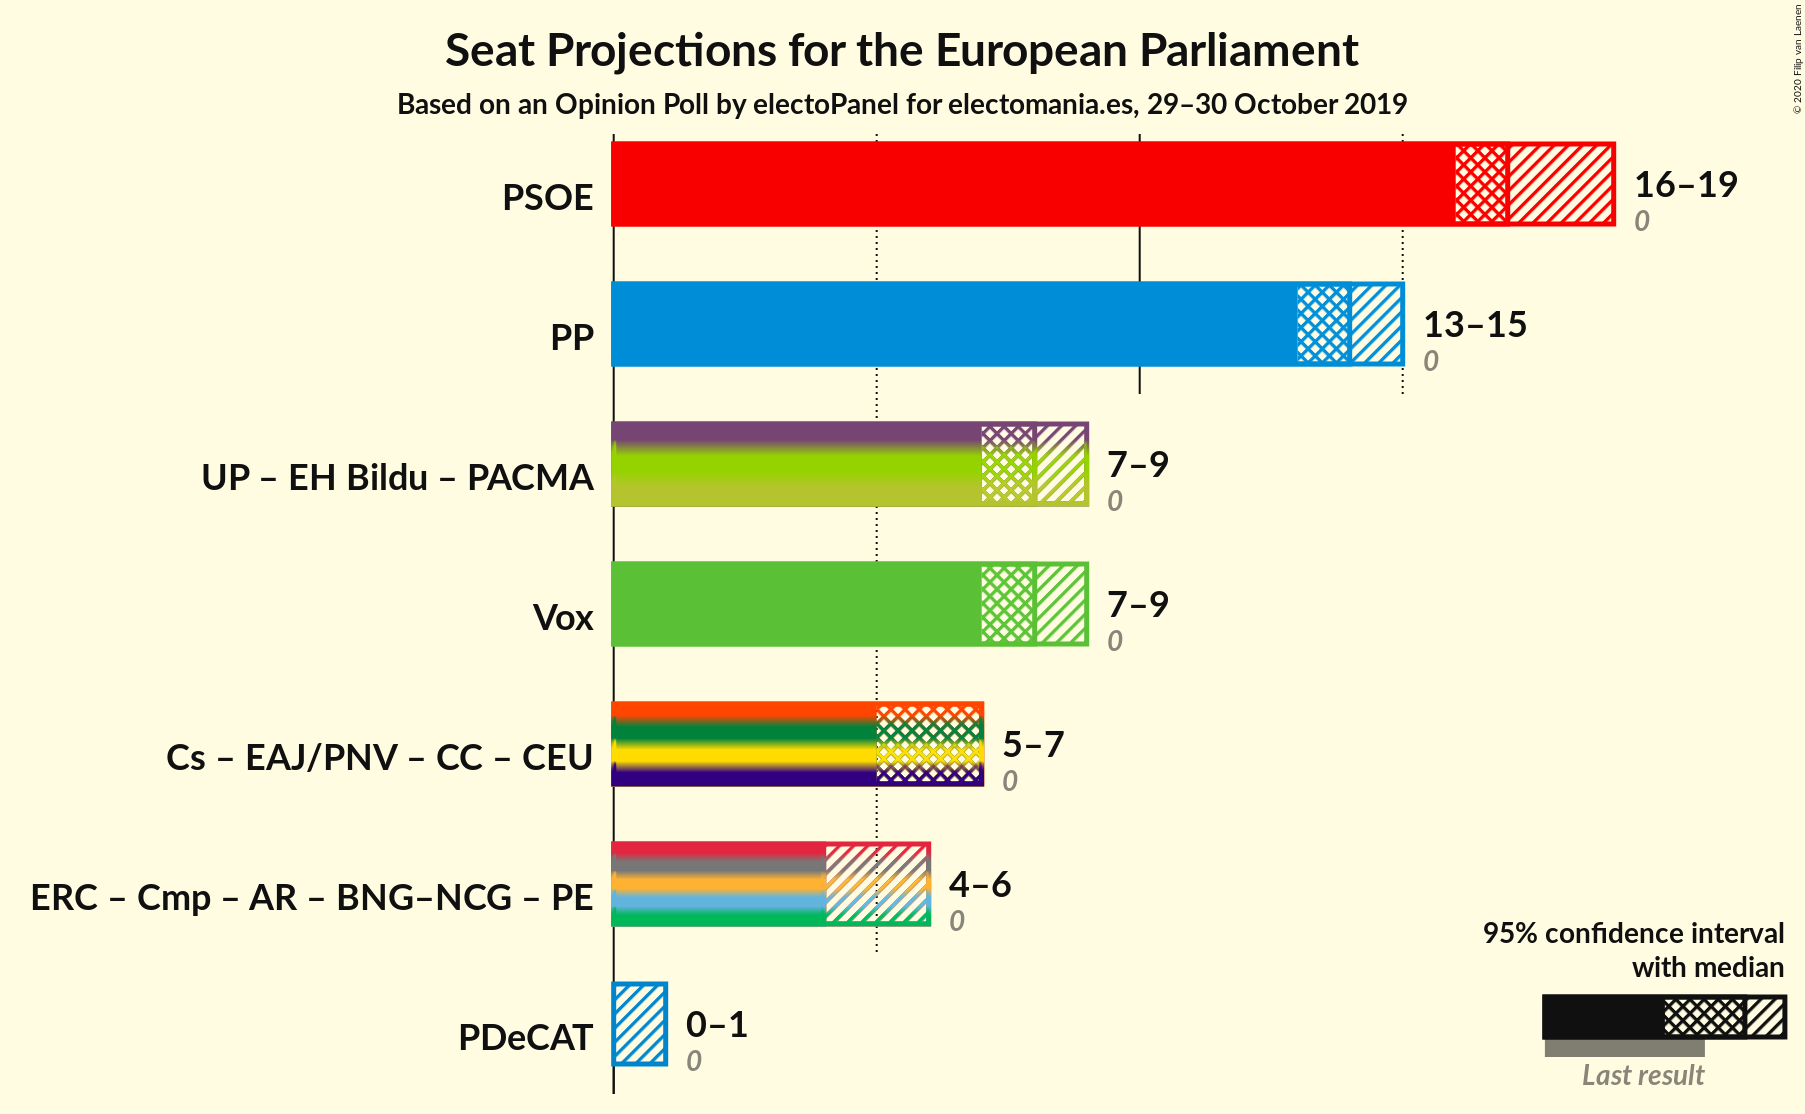 Seat Projections for the European Parliament
Based on an Opinion Poll by electoPanel for electomania.es, 29–30 October 2019
© 2020 Filip van Laenen
PSOE
16–19
0
PP
13–15
0
UP – EH Bildu – PACMA
7–9
0
Vox
7–9
0
Cs – EAJ/PNV – CC – CEU
5–7
0
ERC – Cmp – AR – BNG–NCG – PE
4–6
0
PDeCAT
0–1
0
95% confidence interval
with median
Last result